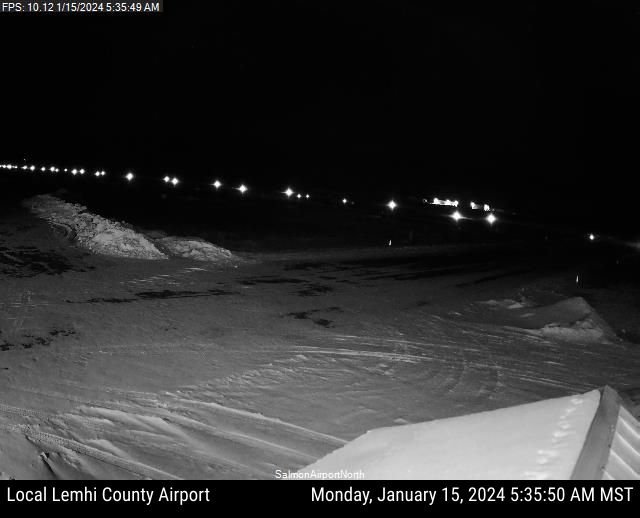 FPS: 10.12 1/15/2024 5:35:49 AM
SalmonAirportNorth
Local Lemhi County Airport Monday, January 15, 2024 5:35:50 AM MST